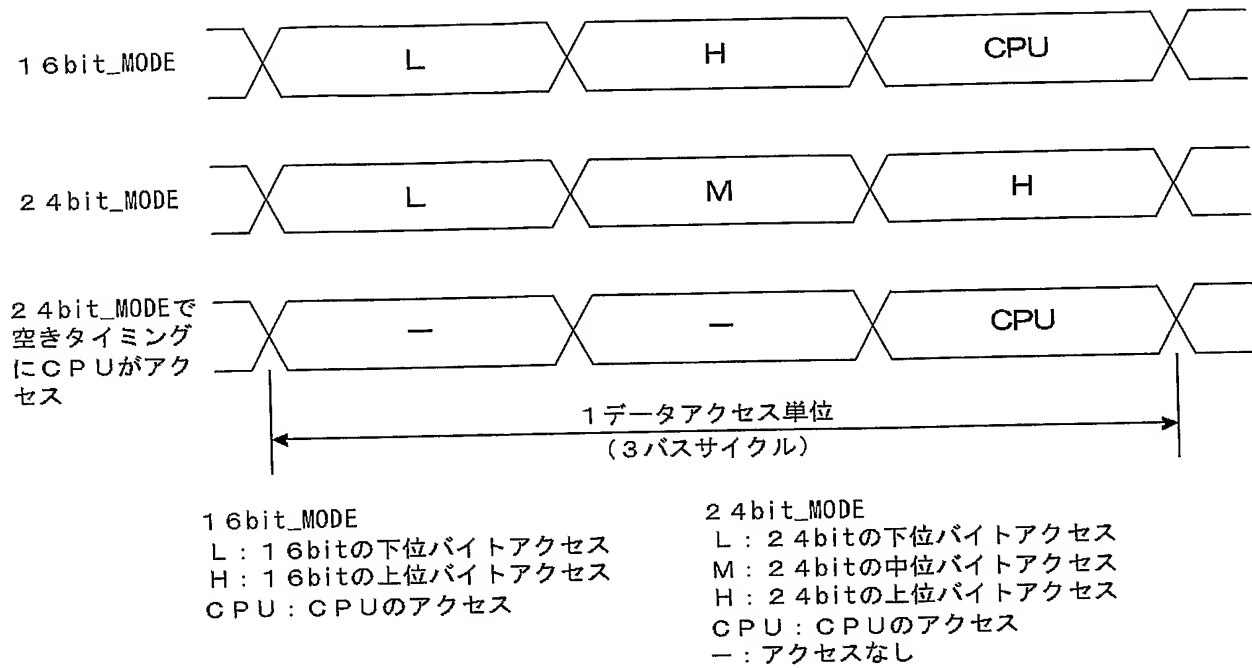 16bit_MODE
L
H
CPU
24bit_MODE
L
M
H
24bit_MODEで
空きタイミング
にCPUがアク
セス
－
－
CPU
1データアクセス単位
(3バスサイクル)
16bit_MODE
L：16bitの下位バイトアクセス
H：16bitの上位バイトアクセス
CPU：CPUのアクセス
24bit_MODE
L：24bitの下位バイトアクセス
M：24bitの中位バイトアクセス
H：24bitの上位バイトアクセス
CPU：CPUのアクセス
－：アクセスなし